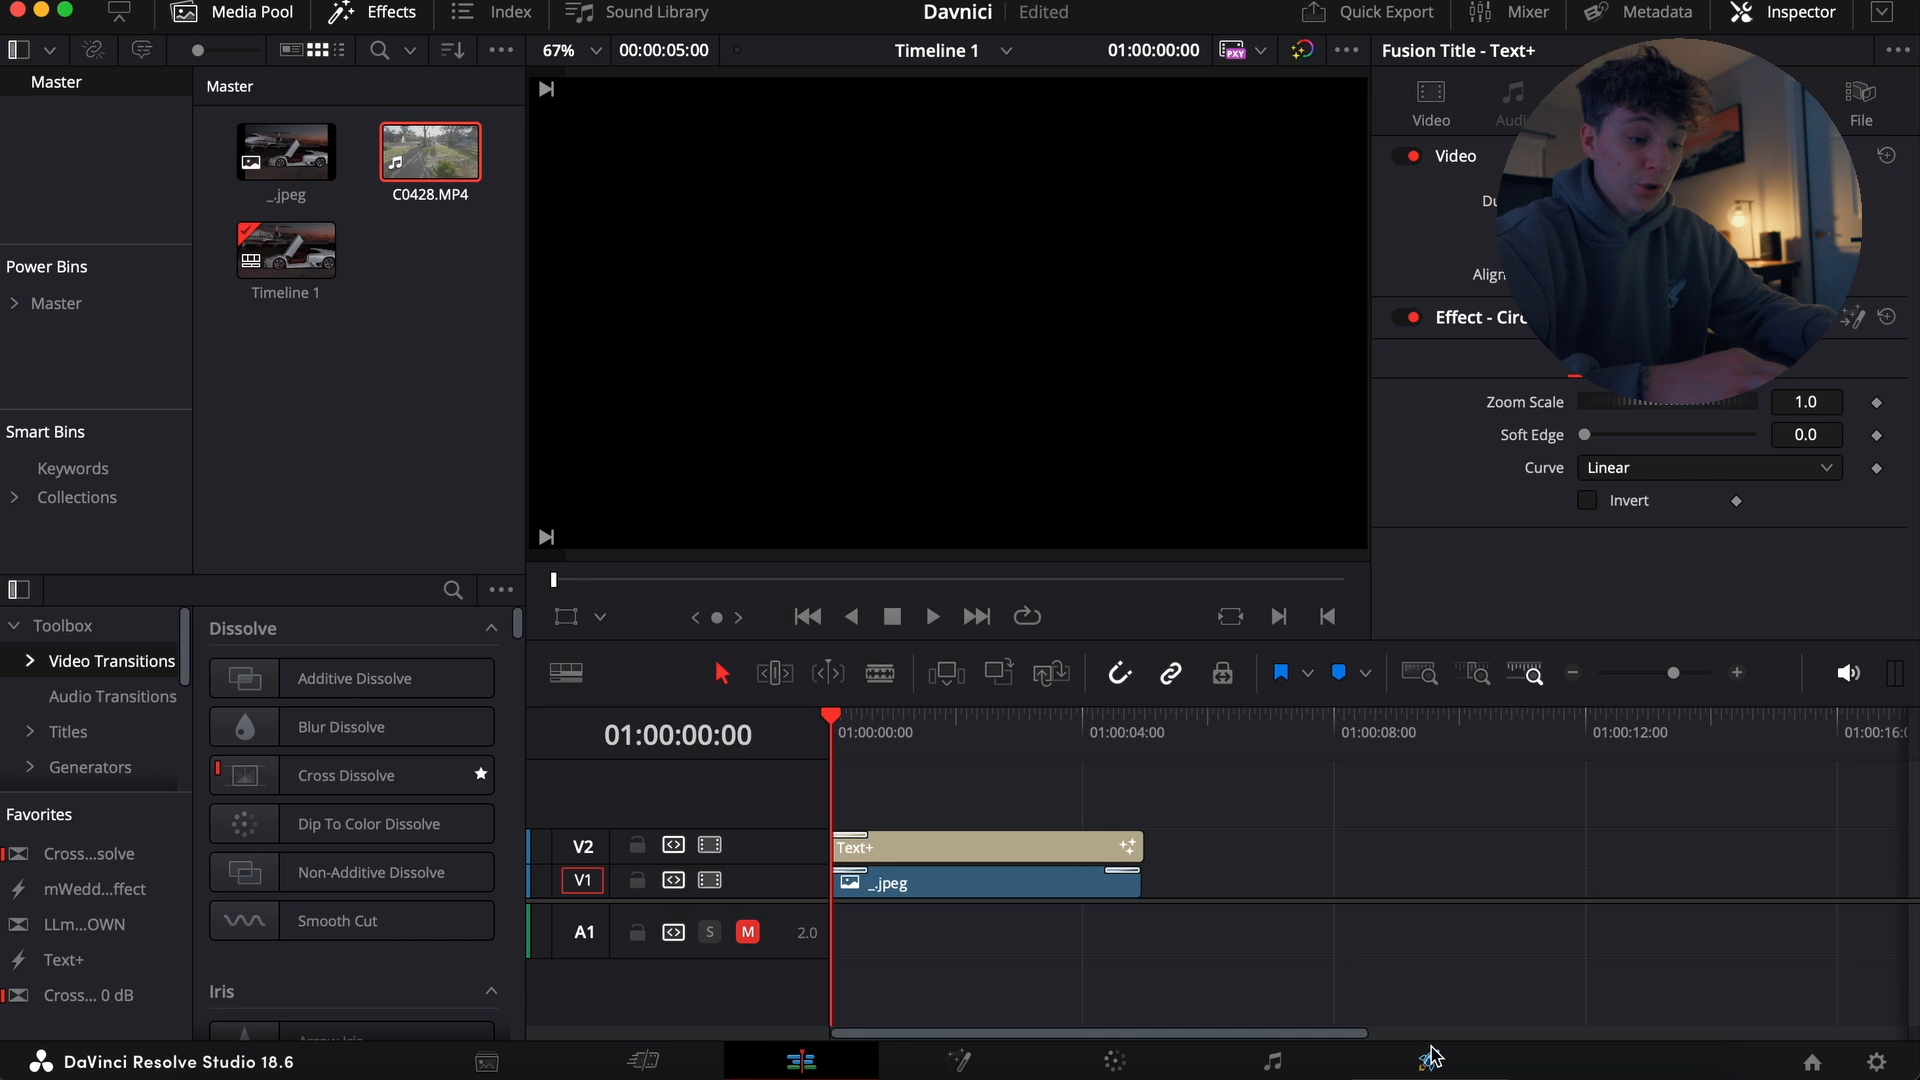 Media Pool
Effects
Index
Sound Library
Davnici
Edited
Quick Export
Mixer
Metadata
Inspector
67%
00:00:05:00
Timeline 1
01:00:00:00
PXY
Fusion Title - Text+
Master
Master
_.jpeg
C0428.MP4
Timeline 1
Power Bins
Master
Smart Bins
Keywords
Collections
Video
Audi
File
Video
Du
Align
Effect - Circ
Zoom Scale
1.0
Soft Edge
0.0
Curve
Linear
Invert
Toolbox
Video Transitions
Audio Transitions
Titles
Generators
Favorites
Cross...solve
mWedd...ffect
LLm...OWN
Text+
Cross... 0 dB
Dissolve
Additive Dissolve
Blur Dissolve
Cross Dissolve
Dip To Color Dissolve
Non-Additive Dissolve
Smooth Cut
Iris
01:00:00:00
01:00:00:00
01:00:04:00
01:00:08:00
01:00:12:00
01:00:16:0
V2
Text+
V1
_.jpeg
A1
S
M
2.0
DaVinci Resolve Studio 18.6